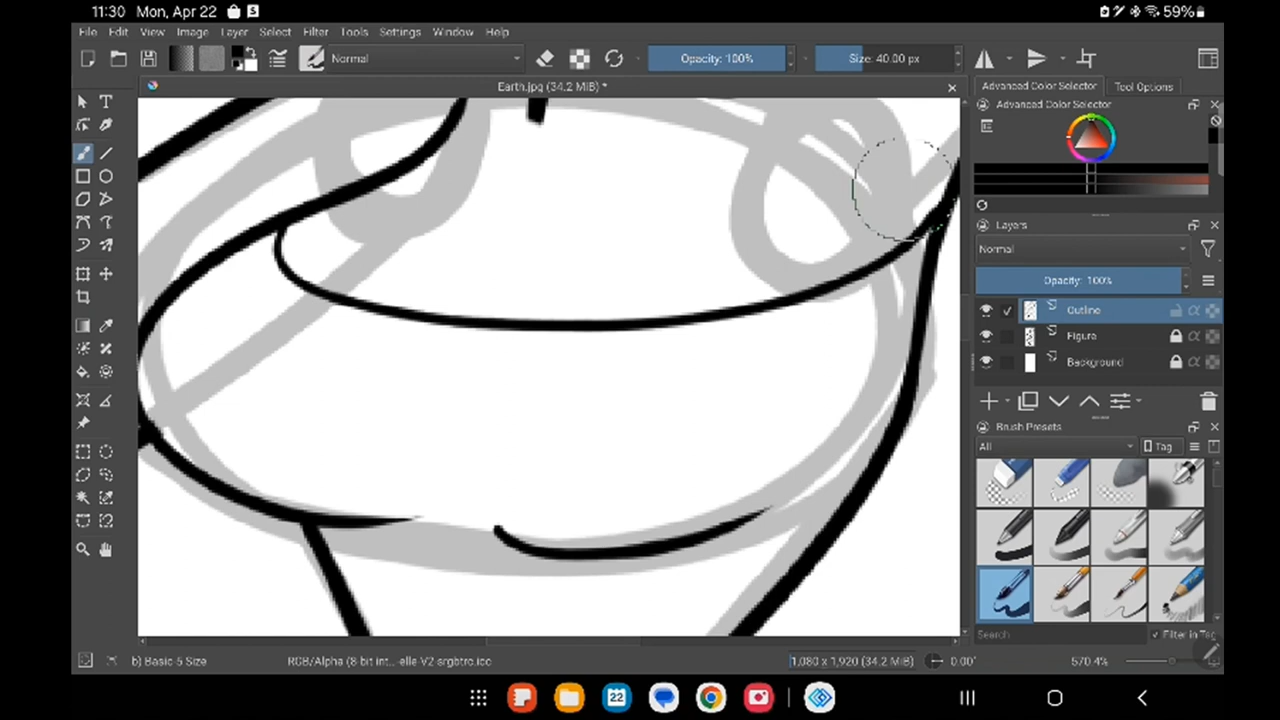 11:30 Mon, Apr 22 S
59%
File Edit View Image Layer Select Filter Tools Settings Window Help
Normal
Opacity: 100%
Size: 40.00 px
Earth.jpg (34.2 MiB) *
Advanced Color Selector
Tool Options
Advanced Color Selector
Layers
Normal
Opacity: 100%
Outline
Figure
Background
Brush Presets
All
Tag
Search
Filter in Tag
b) Basic-5 Size
RGB/Alpha (8-bit int...-elle-V2-srgbtrc.icc
1,080 x 1,920 (34.2 MiB)
0.00°
570.4%
22